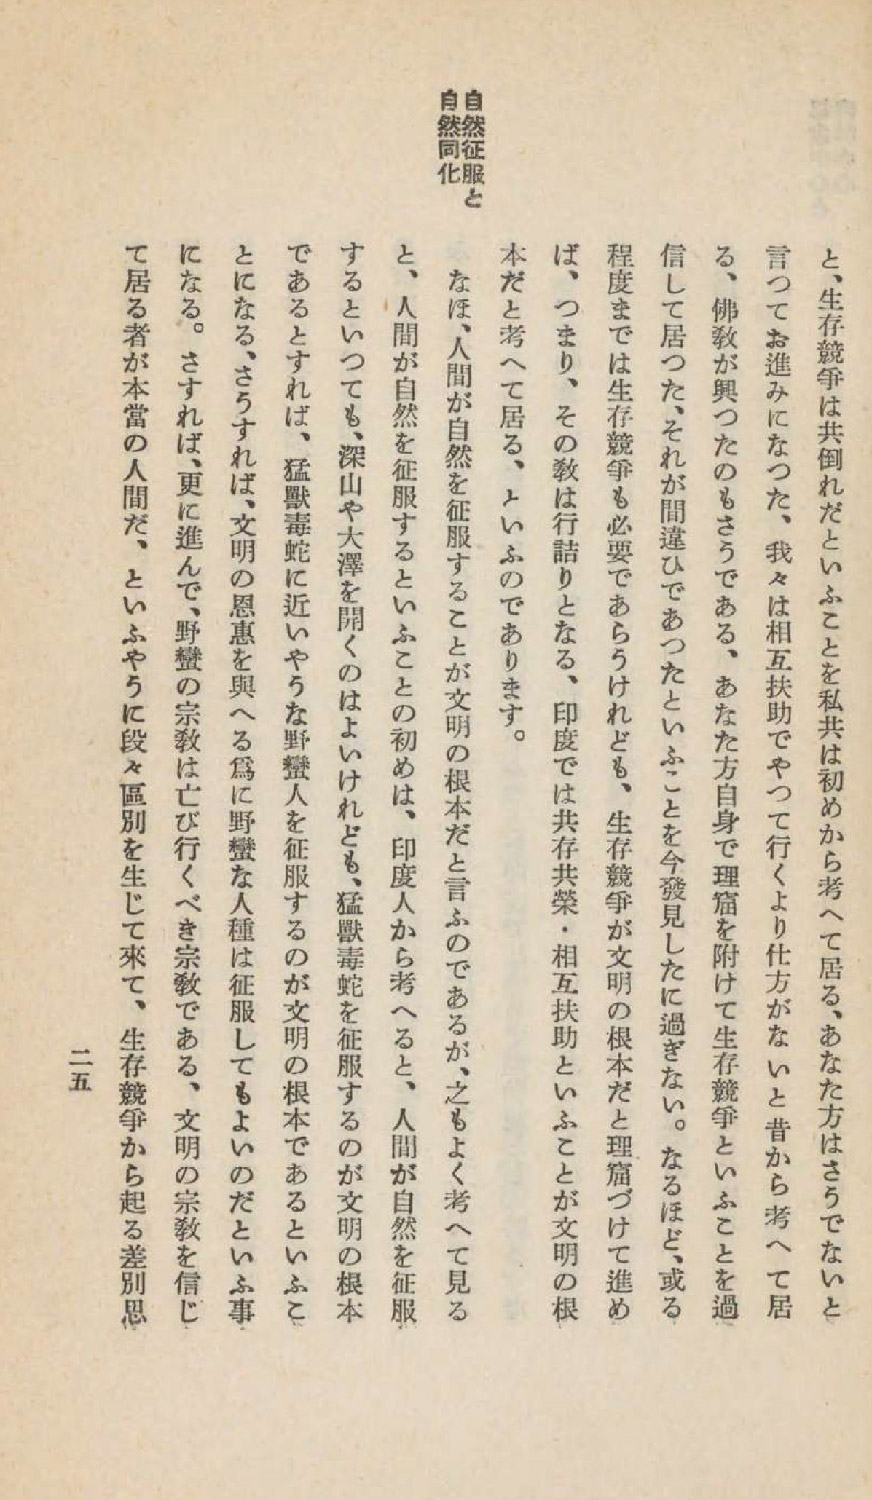 自然征服と
自然同化
と、生存競爭は共倒れだといふことを私共は初めから考へて居る、あなた方はさうでないと
言つてお進みになつた、我々は相互扶助でやつて行くより仕方がないと昔から考へて居
る、佛敎が興つたのもさうである、あなた方自身で理窟を附けて生存競爭といふことを過
信して居つた、それが間違ひであつたといふことを今發見したに過ぎない。なるほど、或る
程度までは生存競爭も必要であらうけれども、生存競爭が文明の根本だと理窟づけて進め
ば、つまり、その敎は行詰りとなる、印度では共存共榮・相互扶助といふことが文明の根
本だと考へて居る、といふのであります。
なほ、人間が自然を征服することが文明の根本だと言ふのであるが、之もよく考へて見る
と、人間が自然を征服するといふことの初めは、印度人から考へると、人間が自然を征服
するといつても、深山や大澤を開くのはよいけれども、猛獸毒蛇を征服するのが文明の根本
であるとすれば、猛獸毒蛇に近いやうな野蠻人を征服するのが文明の根本であるといふこ
とになる、さうすれば、文明の恩惠を與へる爲に野蠻な人種は征服してもよいのだといふ事
になる。さすれば、更に進んで、野蠻の宗敎は亡び行くべき宗敎である、文明の宗敎を信じ
て居る者が本當の人間だ、といふやうに段々區別を生じて來て、生存競爭から起る差別思
二五